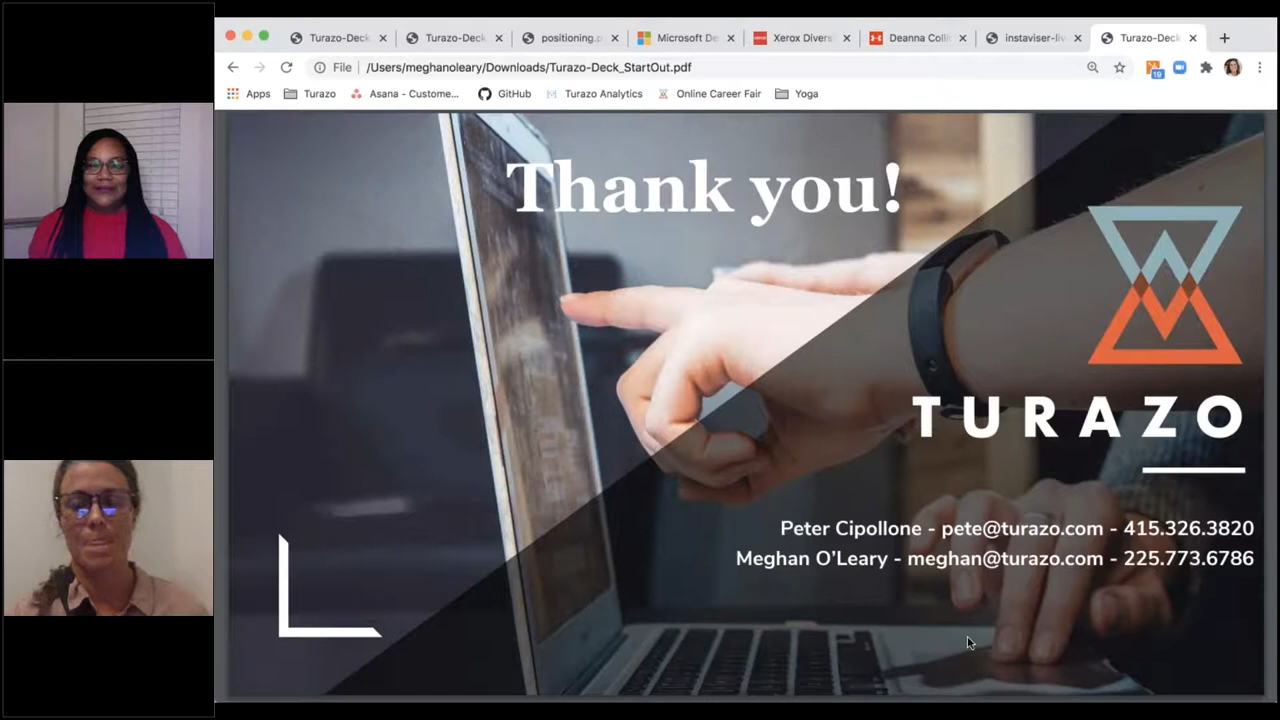 Turazo-Deck
Turazo-Deck
positioning.p
Microsoft De
Xerox Divers
Deanna Colli
instaviser-liv
Turazo-Deck
File
/Users/meghanoleary/Downloads/Turazo-Deck_StartOut.pdf
19
Apps
Turazo
Asana - Custome...
GitHub
Turazo Analytics
Online Career Fair
Yoga
Thank you!
TURAZO
Peter Cipollone - pete@turazo.com - 415.326.3820
Meghan O'Leary - meghan@turazo.com - 225.773.6786